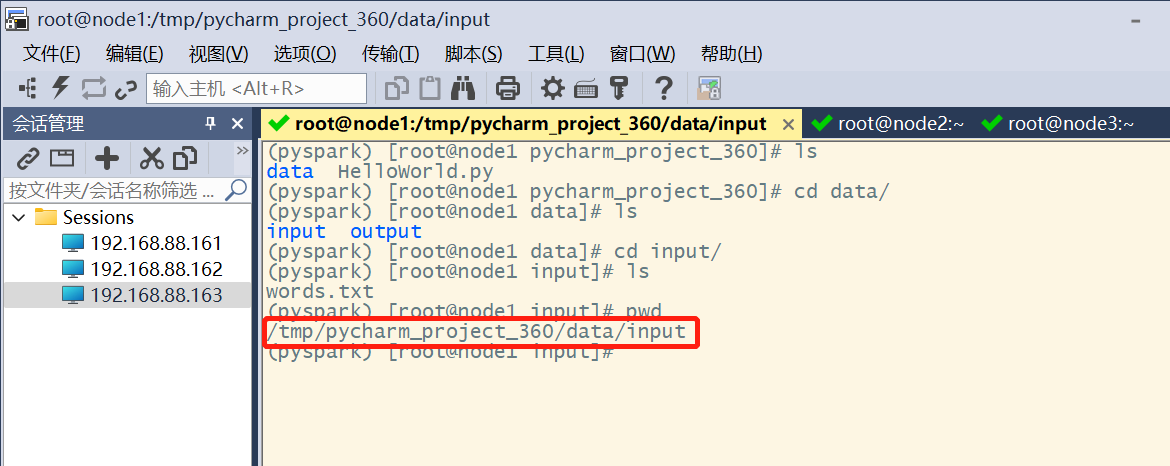 root@node1:/tmp/pycharm_project_360/data/input
文件(F) 编辑(E) 视图(V) 选项(O) 传输(T) 脚本(S) 工具(L) 窗口(W) 帮助(H)
输入主机 <Alt+R>
会话管理
root@node1:/tmp/pycharm_project_360/data/input root@node2:~ root@node3:~
按文件夹/会话名称筛选 ...
Sessions
192.168.88.161
192.168.88.162
192.168.88.163
(pyspark) [root@node1 pycharm_project_360]# ls
data HelloWorld.py
(pyspark) [root@node1 pycharm_project_360]# cd data/
(pyspark) [root@node1 data]# ls
input output
(pyspark) [root@node1 data]# cd input/
(pyspark) [root@node1 input]# ls
words.txt
(pyspark) [root@node1 input]# pwd
/tmp/pycharm_project_360/data/input
(pyspark) [root@node1 input]#